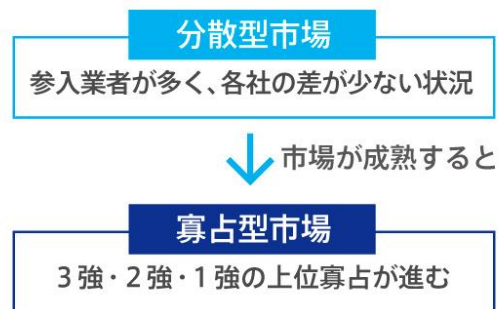 分散型市場
参入業者が多く、各社の差が少ない状況
市場が成熟すると
寡占型市場
3強・2強・1強の上位寡占が進む